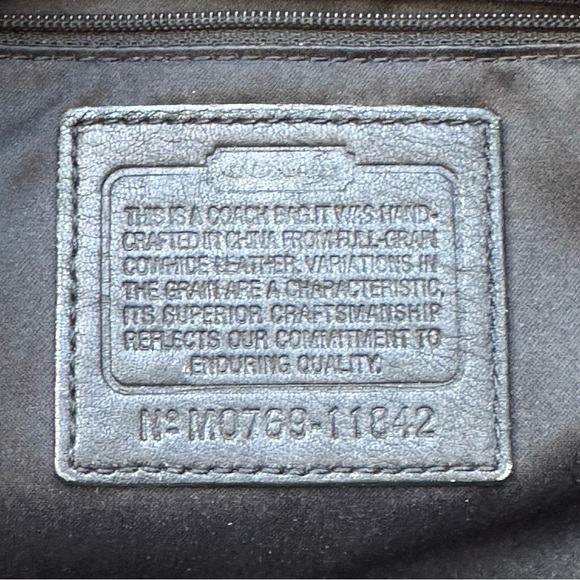 THIS IS A COACH BAG. IT WAS HAND-
CRAFTED IN CHINA FROM FULL-GRAIN
COWHIDE LEATHER. VARIATIONS IN
THE GRAIN ARE A CHARACTERISTIC,
ITS SUPERIOR CRAFTSMANSHIP
REFLECTS OUR COMMITMENT TO
ENDURING QUALITY.
Nº M0769-11842